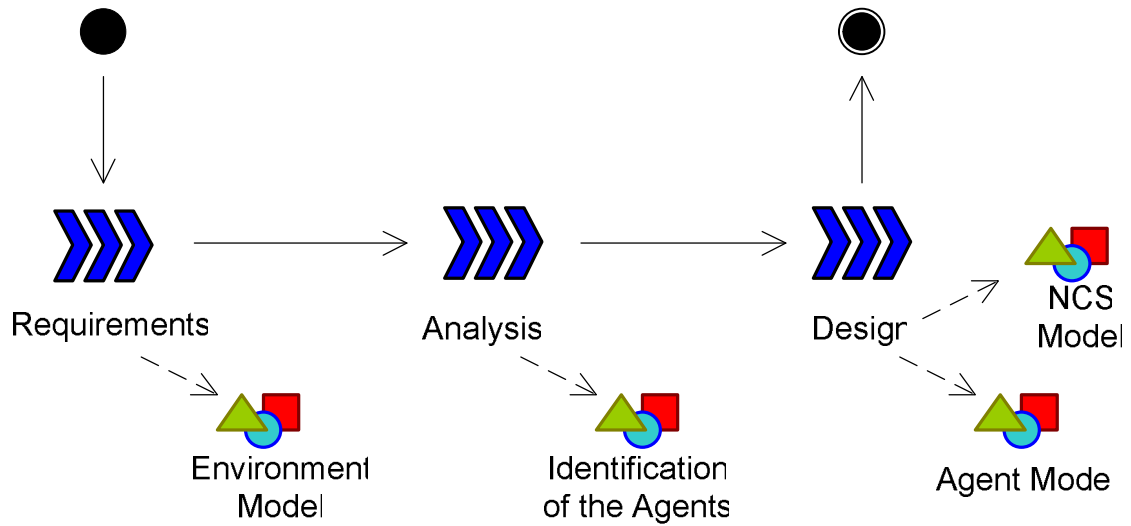 Requirements
Analysis
Design
NCS
Model
Environment
Model
Identification
of the Agents
Agent Mode